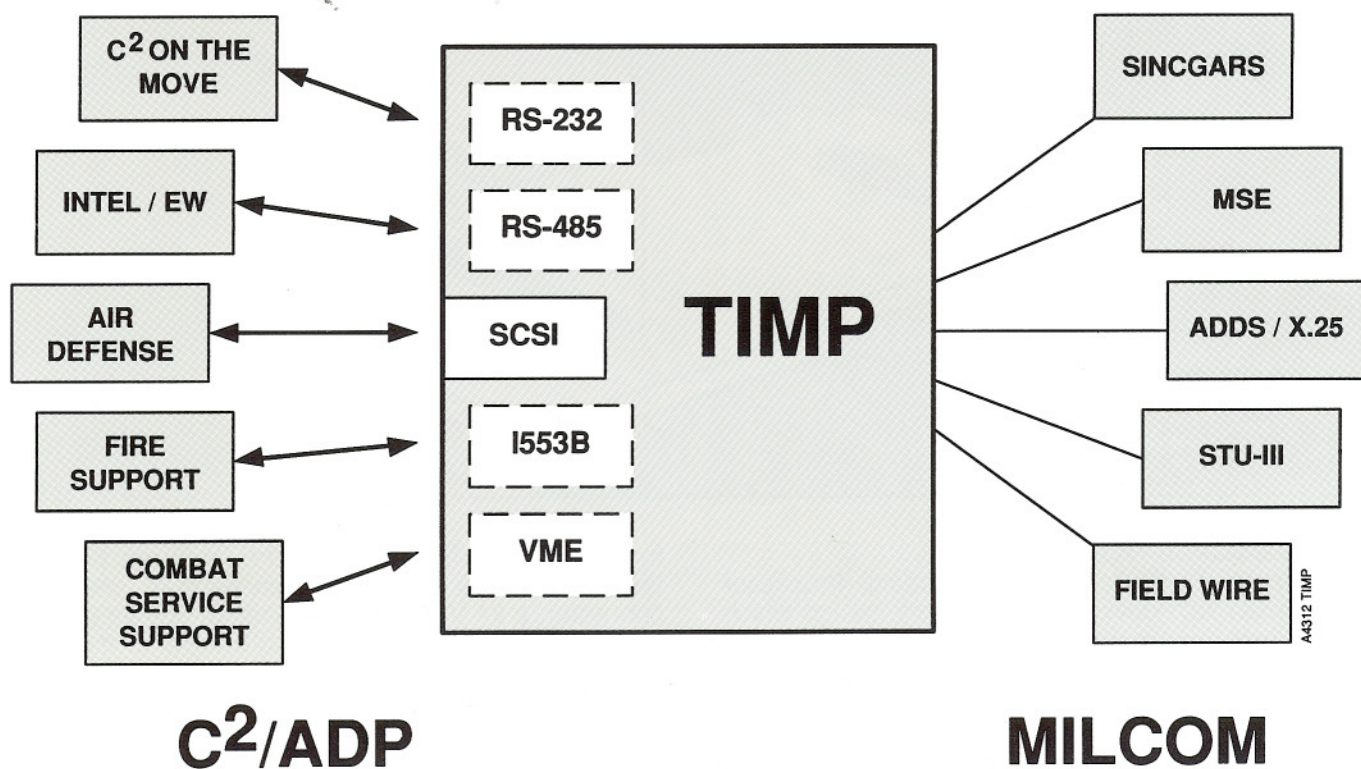 C2 ON THE
MOVE
INTEL / EW
AIR
DEFENSE
FIRE
SUPPORT
COMBAT
SERVICE
SUPPORT
C2/ADP
RS-232
RS-485
SCSI
I553B
VME
TIMP
SINCGARS
MSE
ADDS / X.25
STU-III
FIELD WIRE
A4312 TIMP
MILCOM